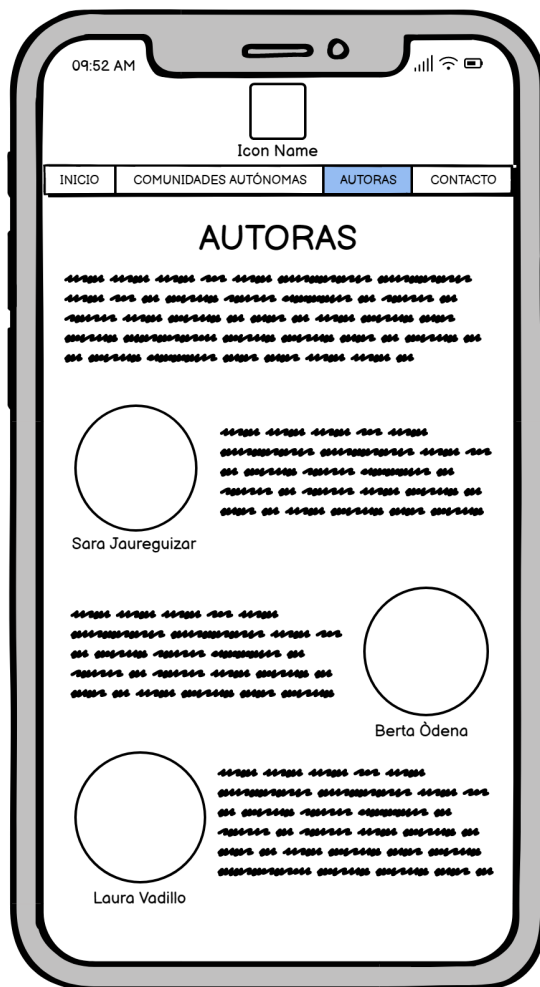 09:52 AM
Icon Name
INICIO
COMUNIDADES AUTÓNOMAS
AUTORAS
CONTACTO
AUTORAS
Sara Jaureguizar
Berta Òdena
Laura Vadillo